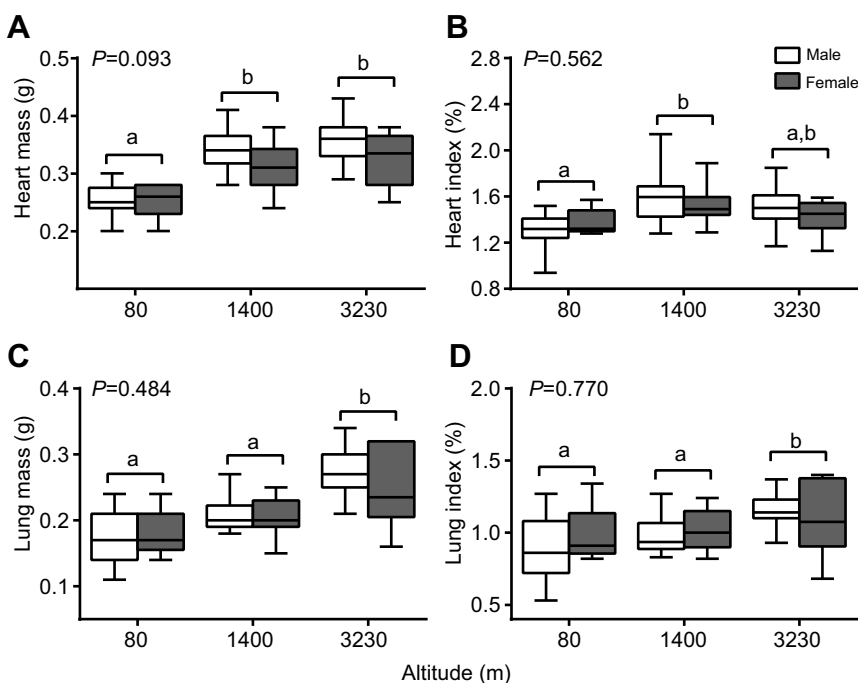 A
P=0.093
Heart mass (g)
0.5
0.4
0.3
0.2
a
b
b
80
1400
3230
B
P=0.562
Male
Female
Heart index (%)
2.8
2.4
2.0
1.6
1.2
0.8
a
b
a,b
80
1400
3230
C
P=0.484
Lung mass (g)
0.4
0.3
0.2
0.1
a
a
b
80
1400
3230
D
P=0.770
Lung index (%)
2.0
1.5
1.0
0.5
a
a
b
80
1400
3230
Altitude (m)